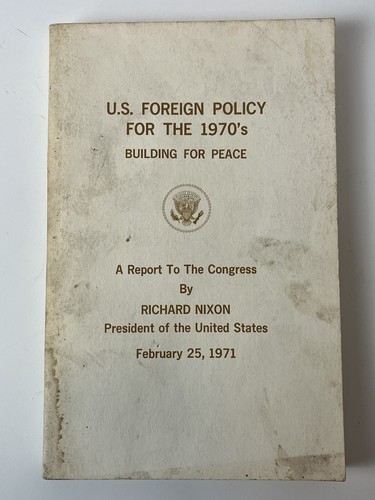 U.S. FOREIGN POLICY
FOR THE 1970's
BUILDING FOR PEACE
A Report To The Congress
By
RICHARD NIXON
President of the United States
February 25, 1971